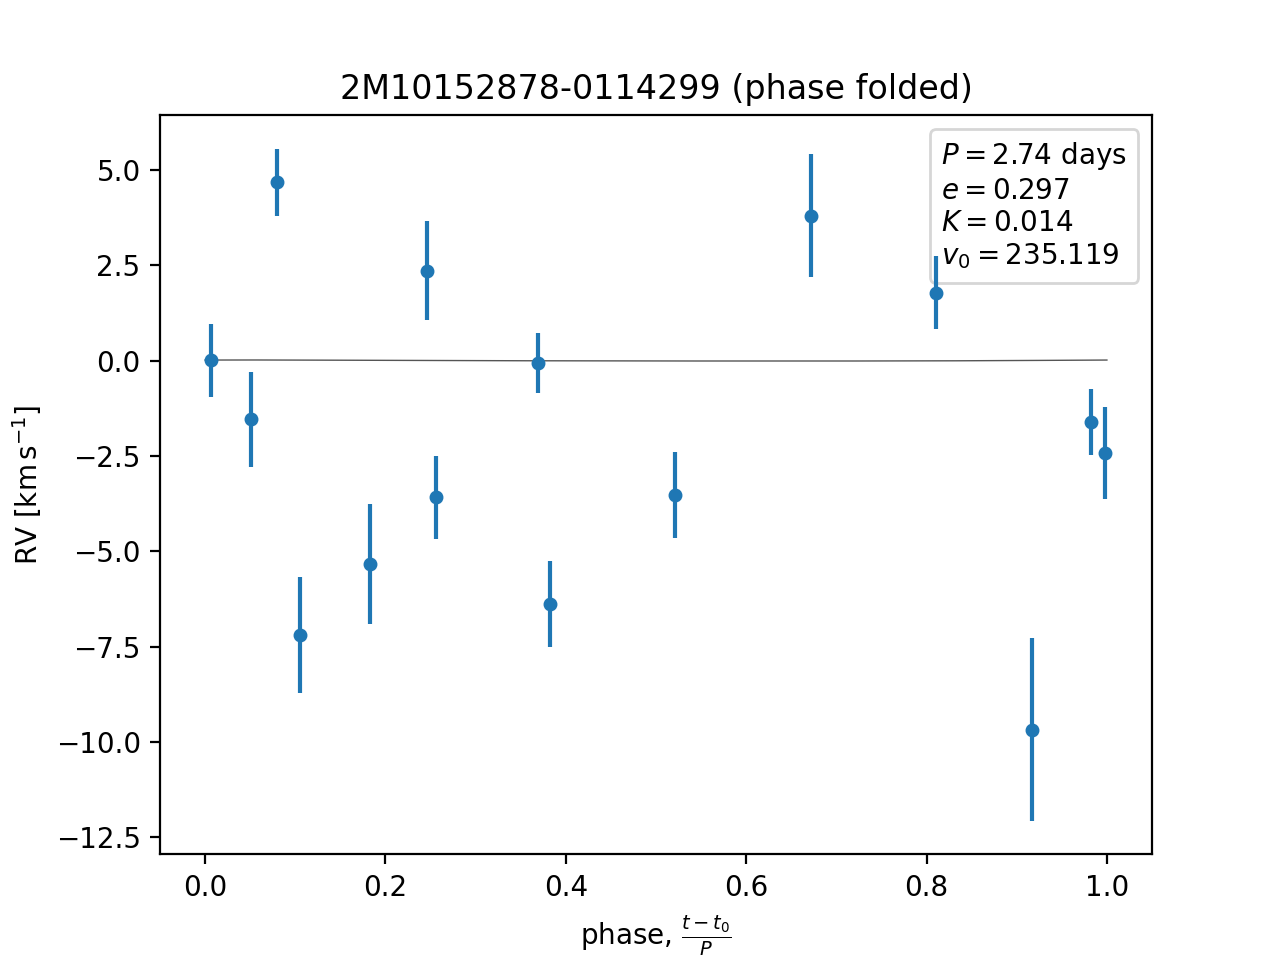 2M10152878-0114299 (phase folded)
P = 2.74 days
e = 0.297
K = 0.014
v₀ = 235.119
5.0
2.5
0.0
−2.5
−5.0
−7.5
−10.0
−12.5
RV [km s⁻¹]
0.0 0.2 0.4 0.6 0.8 1.0
phase, (t − t₀)/P